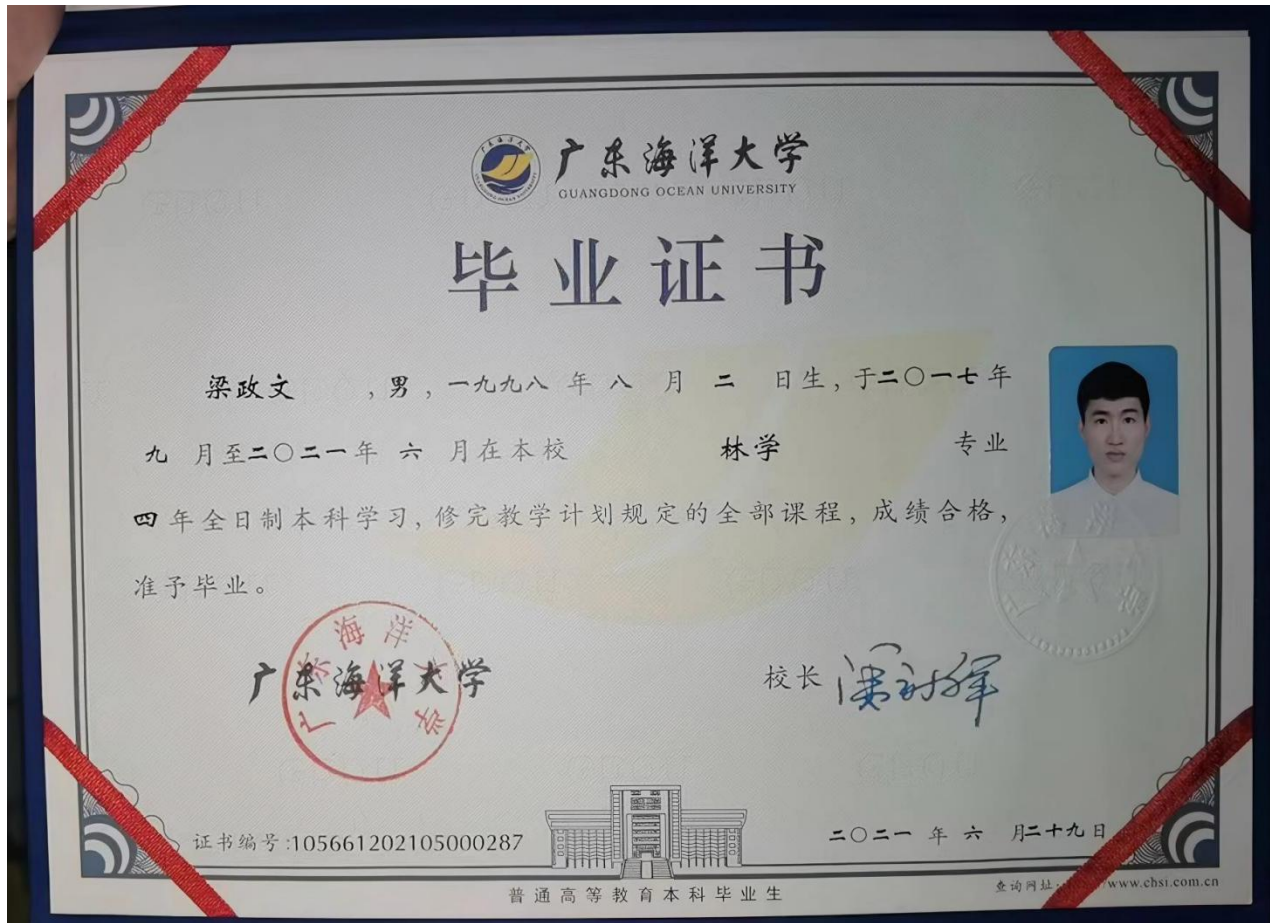 广东海洋大学
GUANGDONG OCEAN UNIVERSITY
毕业证书
梁政文 , 男 , 一九九八 年 八 月 二 日生 , 于二〇一七 年
九 月至二〇二一年 六 月在本校 林学 专业
四 年全日制本科学习, 修完教学计划规定的全部课程, 成绩合格,
准予毕业。
广东海洋大学
广东海洋大学
校长
证书编号:105661202105000287
二〇二一 年 六 月二十九日
普通高等教育本科毕业生
查询网址: www.chsi.com.cn